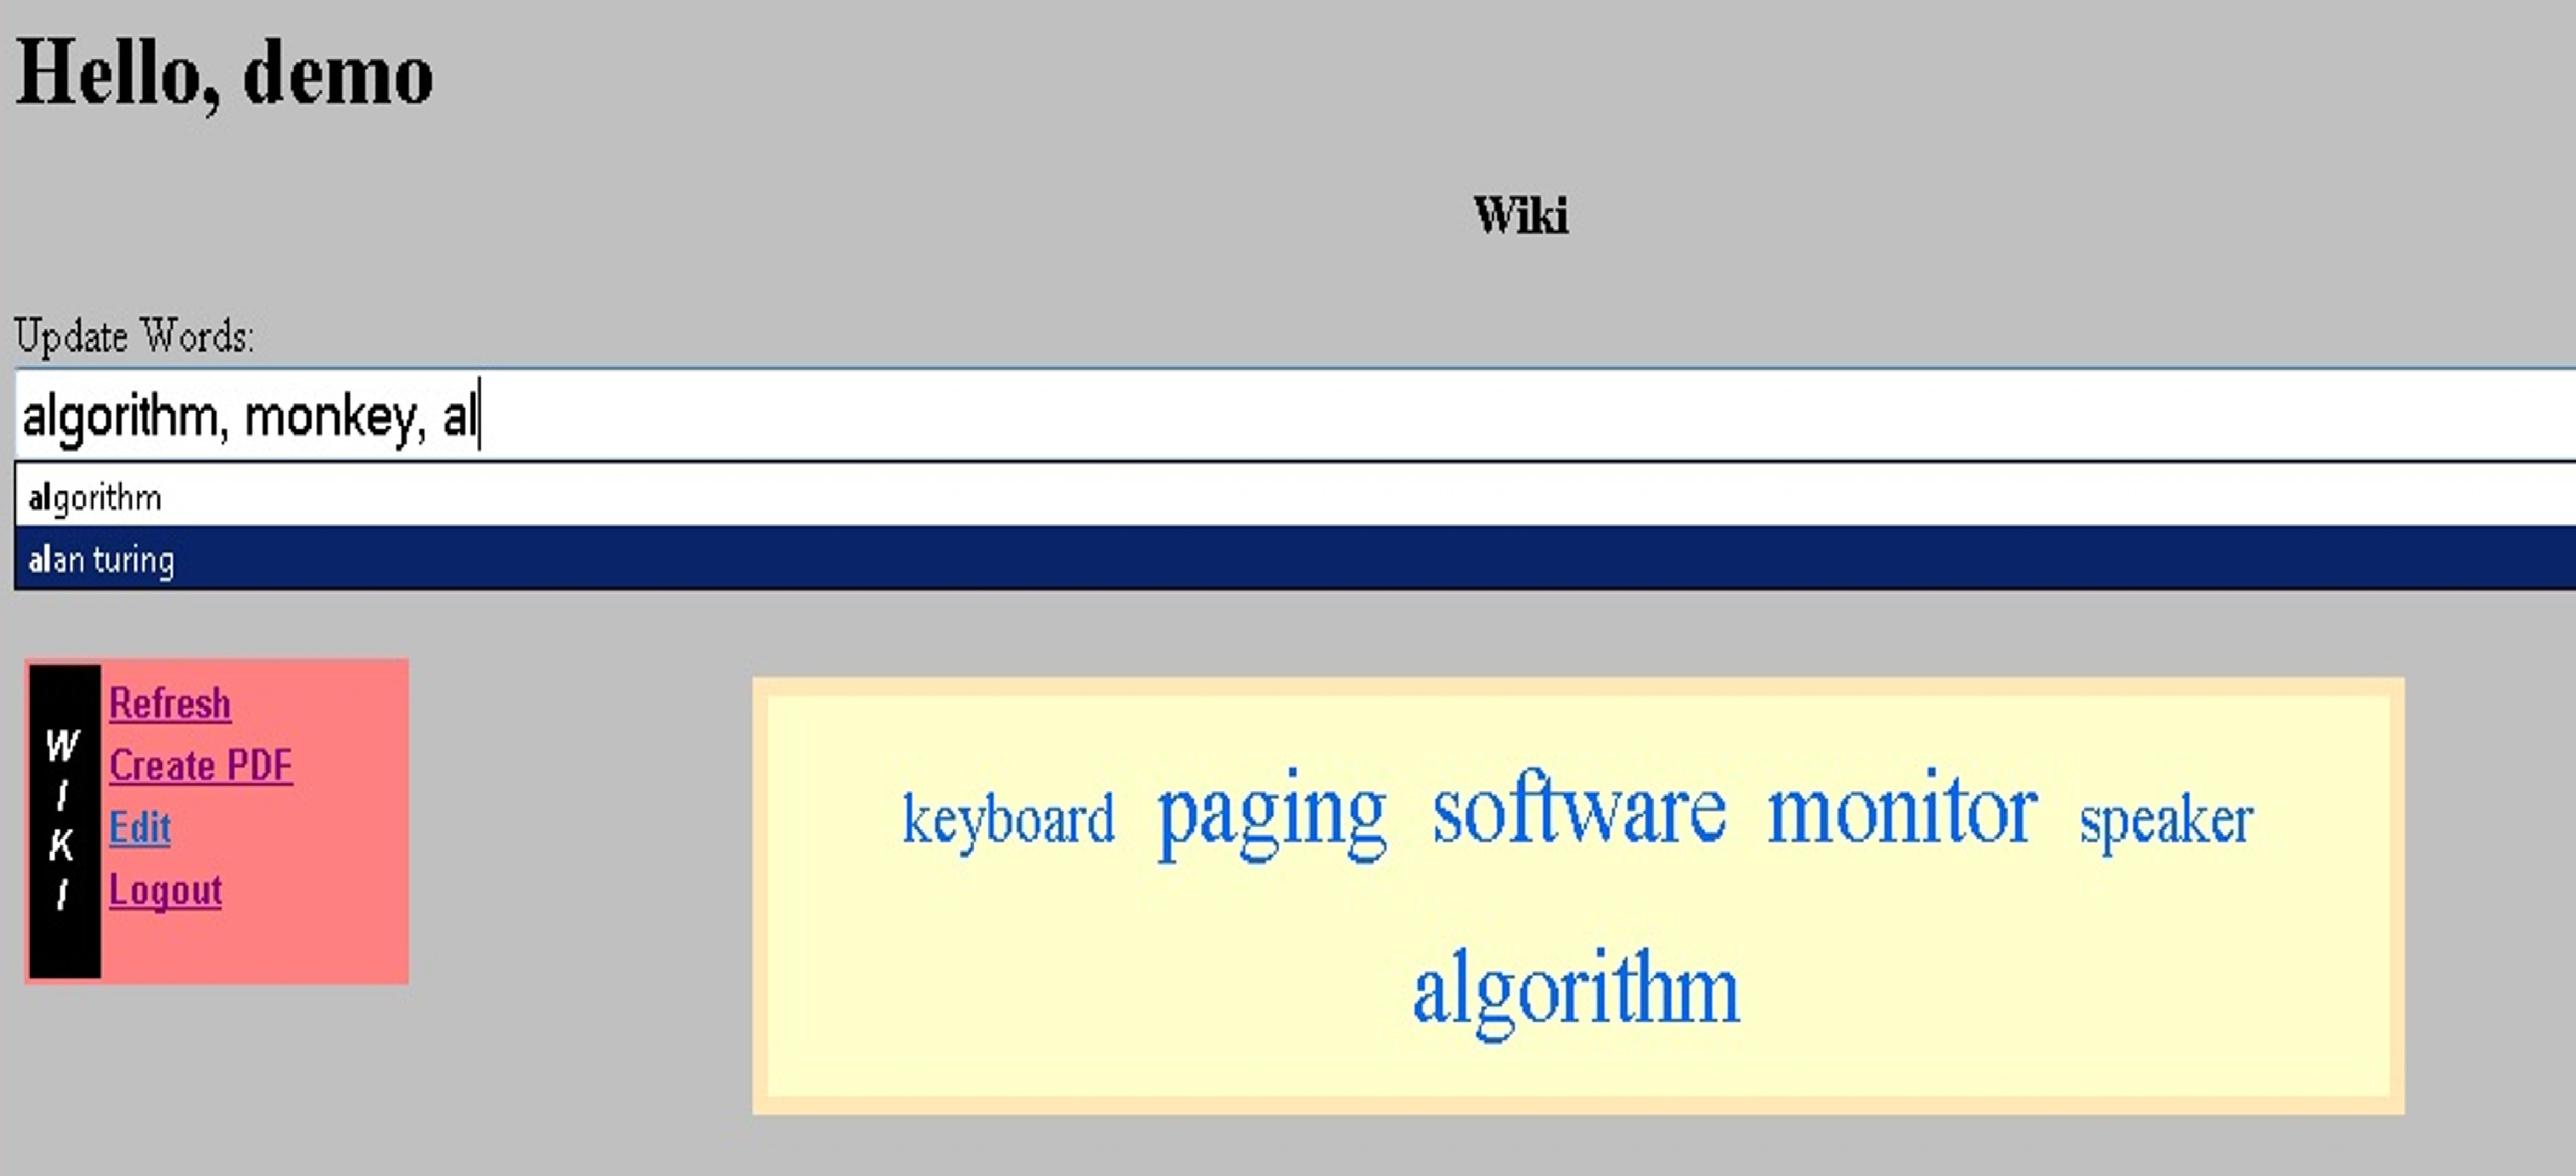 Hello, demo
Wiki
Update Words:
algorithm, monkey, al
algorithm
alan turing
W
I
K
I
Refresh
Create PDF
Edit
Logout
keyboard paging software monitor speaker
algorithm